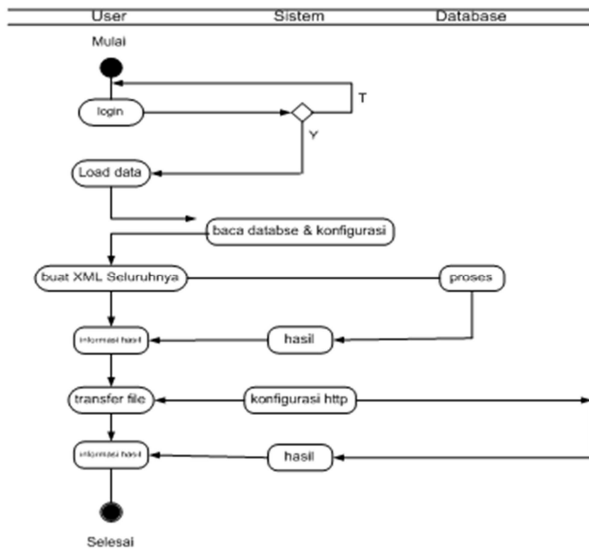 User Sistem Database
Mulai
T
login
Y
Load data
baca databse & konfigurasi
buat XML Seluruhnya proses
informasi hasil hasil
transfer file konfigurasi http
informasi hasil hasil
Selesai